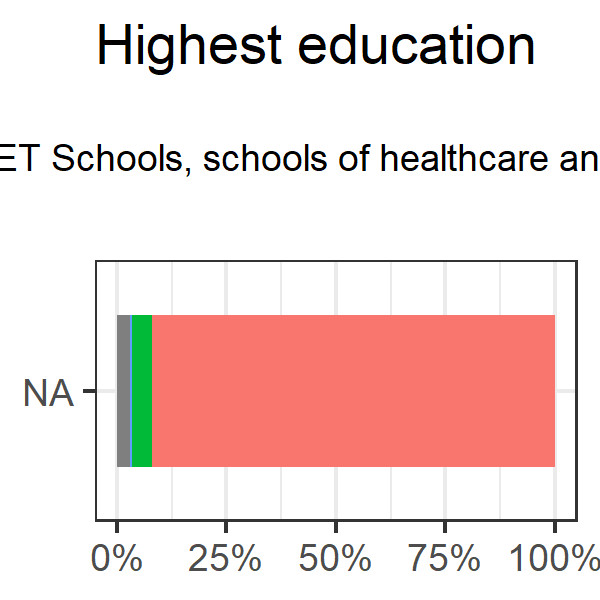 Highest education
ET Schools, schools of healthcare an
NA
0% 25% 50% 75% 100%